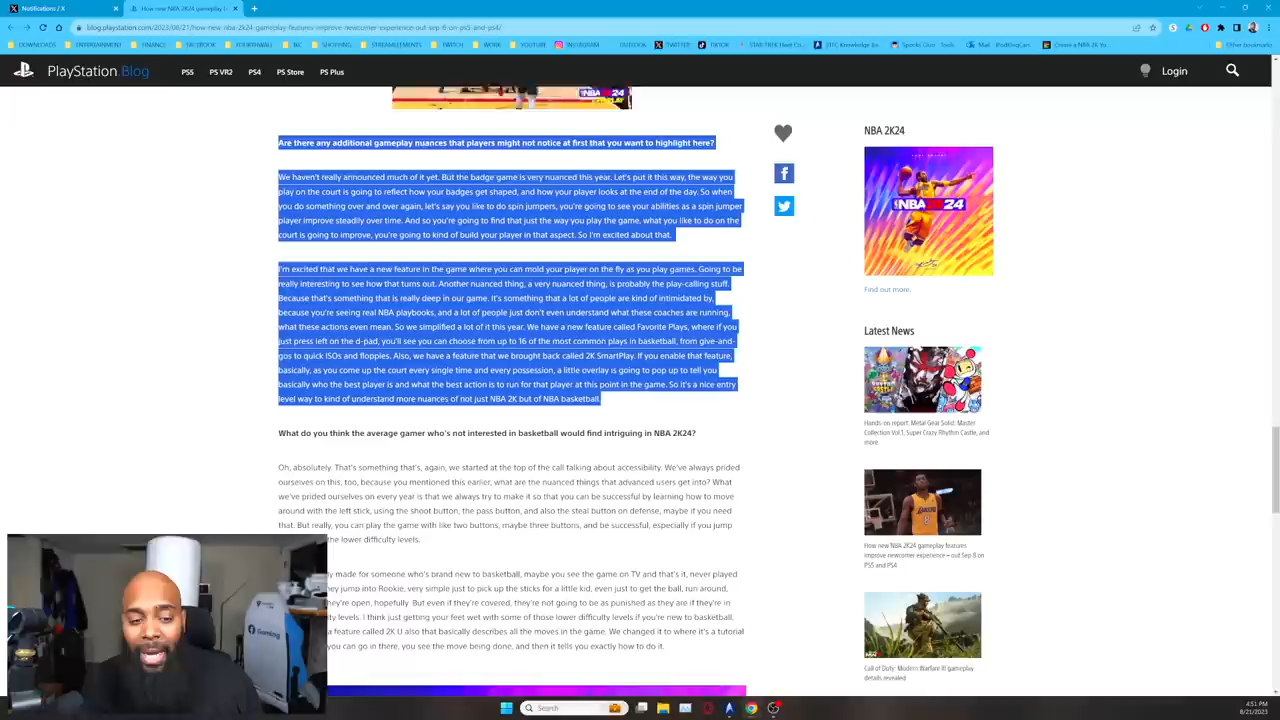 Notifications / X
How new NBA 2K24 gameplay f
blog.playstation.com/2023/08/21/how-new-nba-2k24-gameplay-features-improve-newcomer-experience-out-sep-8-on-ps5-and-ps4/
DOWNLOADS
ENTERTAINMENT
FINANCE
FACEBOOK
FOURTHWALL
SHOPPING
STREAMELEMENTS
TWITCH
WORK
YOUTUBE
INSTAGRAM
TWITTER
TIKTOK
Other bookmarks
PlayStation.Blog
PS5
PS VR2
PS4
PS Store
PS Plus
Login
NBA 2K24
Are there any additional gameplay nuances that players might not notice at first that you want to highlight here?
We haven't really announced much of it yet. But the badge game is very nuanced this year. Let's put it this way, the way you
play on the court is going to reflect how your badges get shaped, and how your player looks at the end of the day. So when
you do something over and over again, let's say you like to do spin jumpers, you're going to see your abilities as a spin jumper
player improve steadily over time. And so you're going to find that just the way you play the game, what you like to do on the
court is going to improve, you're going to kind of build your player in that aspect. So I'm excited about that.
I'm excited that we have a new feature in the game where you can mold your player on the fly as you play games. Going to be
really interesting to see how that turns out. Another nuanced thing, a very nuanced thing, is probably the play-calling stuff.
Because that's something that is really deep in our game. It's something that a lot of people are kind of intimidated by,
because you're seeing real NBA playbooks, and a lot of people just don't even understand what these coaches are running,
what these actions even mean. So we simplified a lot of it this year. We have a new feature called Favorite Plays, where if you
just press left on the d-pad, you'll see you can choose from up to 16 of the most common plays in basketball, from give-and-
gos to quick ISOs and floppies. Also, we have a feature that we brought back called 2K SmartPlay. If you enable that feature,
basically, as you come up the court every single time and every possession, a little overlay is going to pop up to tell you
basically who the best player is and what the best action is to run for that player at this point in the game. So it's a nice entry
level way to kind of understand more nuances of not just NBA 2K but of NBA basketball.
What do you think the average gamer who's not interested in basketball would find intriguing in NBA 2K24?
Oh, absolutely. That's something that's, again, we started at the top of the call talking about accessibility. We've always prided
ourselves on this, too, because you mentioned this earlier, what are the nuanced things that advanced users get into? What
we've prided ourselves on every year is that we always try to make it so that you can be successful by learning how to move
around with the left stick, using the shoot button, the pass button, and also the steal button on defense, maybe if you need
that. But really, you can play the game with like two buttons, maybe three buttons, and be successful, especially if you jump
the lower difficulty levels.
made for someone who's brand new to basketball, maybe you see the game on TV and that's it, never played
jump into Rookie, very simple just to pick up the sticks for a little kid, even just to get the ball, run around,
they're open, hopefully. But even if they're covered, they're not going to be as punished as they are if they're in
levels. I think just getting your feet wet with some of those lower difficulty levels if you're new to basketball.
a feature called 2K U also that basically describes all the moves in the game. We changed it to where it's a tutorial
you can go in there, you see the move being done, and then it tells you exactly how to do it.
NBA 2K24
NBA 2K24
Find out more.
Latest News
Hands-on report: Metal Gear Solid: Master
Collection Vol.1, Super Crazy Rhythm Castle, and
more
How new NBA 2K24 gameplay features
improve newcomer experience – out Sep 8 on
PS5 and PS4
Call of Duty: Modern Warfare III gameplay
details revealed
Gaming
Search
4:51 PM
8/21/2023